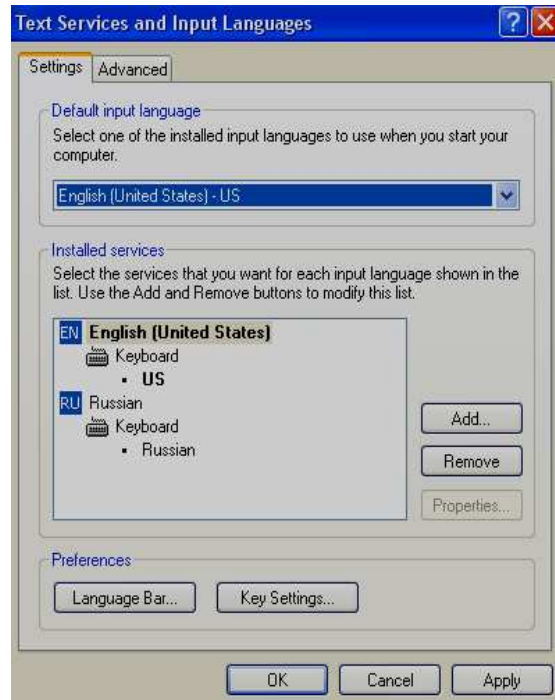 Text Services and Input Languages
Settings
Advanced
Default input language
Select one of the installed input languages to use when you start your
computer.
English (United States) - US
Installed services
Select the services that you want for each input language shown in the
list. Use the Add and Remove buttons to modify this list.
EN English (United States)
Keyboard
• US
RU Russian
Keyboard
• Russian
Add...
Remove
Properties...
Preferences
Language Bar...
Key Settings...
OK
Cancel
Apply